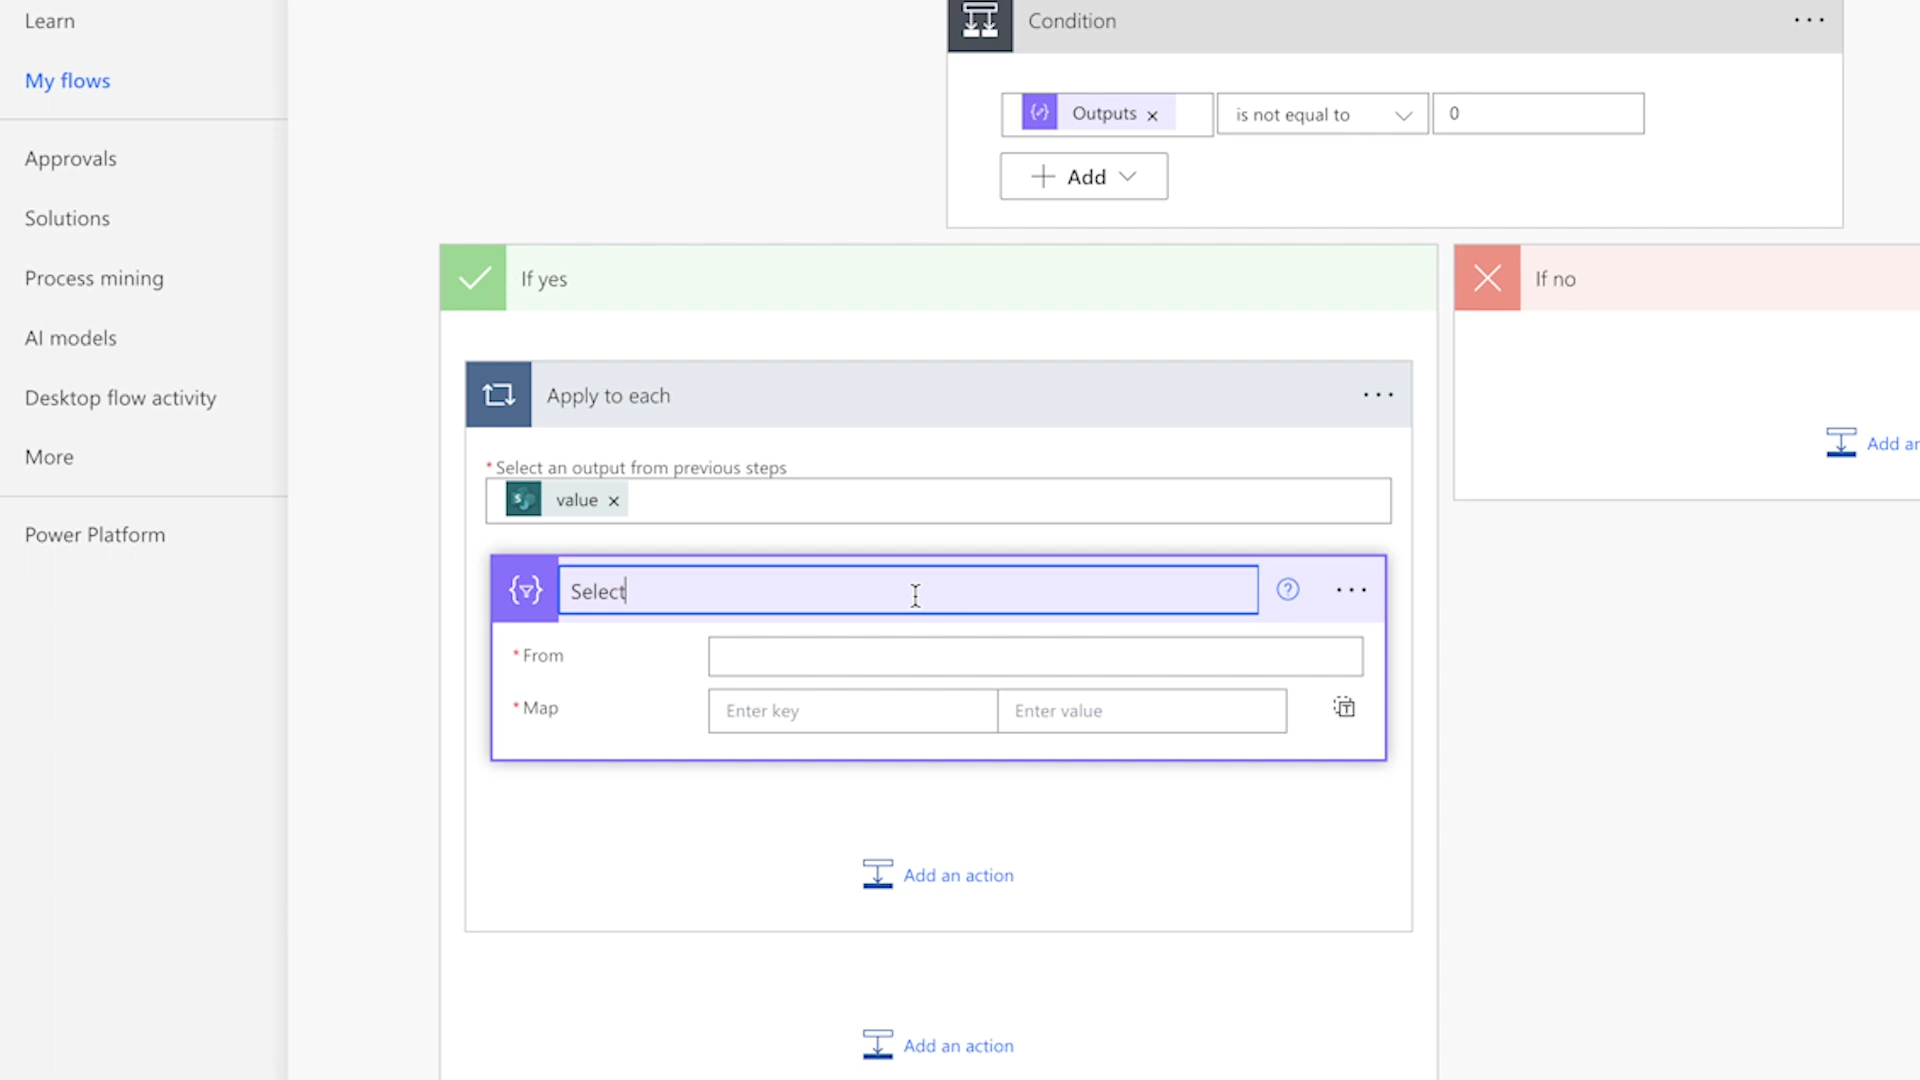 Learn
My flows
Approvals
Solutions
Process mining
AI models
Desktop flow activity
More
Power Platform
Condition
Outputs
is not equal to
0
Add
If yes
If no
Apply to each
* Select an output from previous steps
value
Select
* From
* Map
Enter key
Enter value
Add an action
Add an action
Add ar